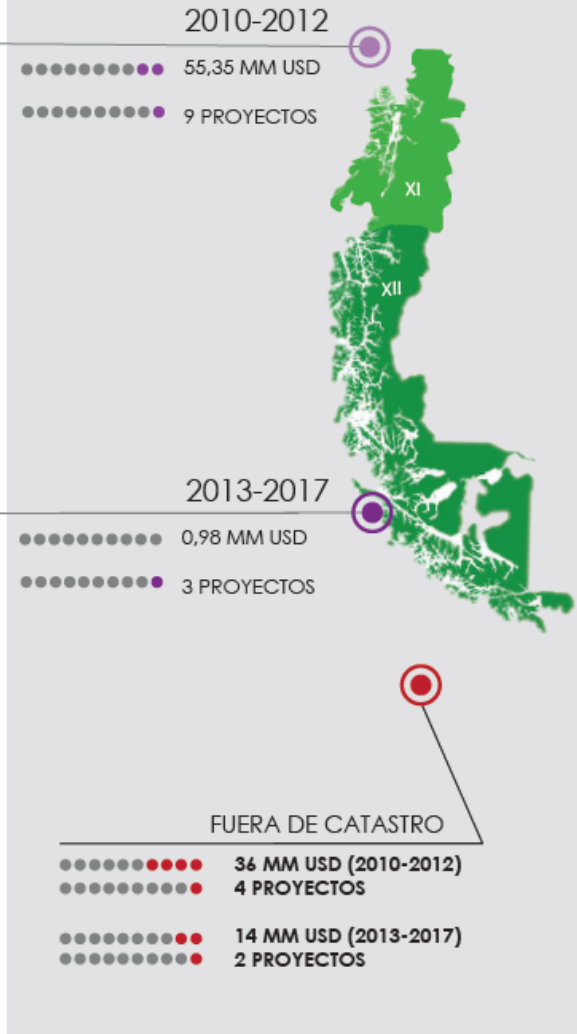 2010-2012
55,35 MM USD
9 PROYECTOS
XI
XII
2013-2017
0,98 MM USD
3 PROYECTOS
FUERA DE CATASTRO
36 MM USD (2010-2012)
4 PROYECTOS
14 MM USD (2013-2017)
2 PROYECTOS